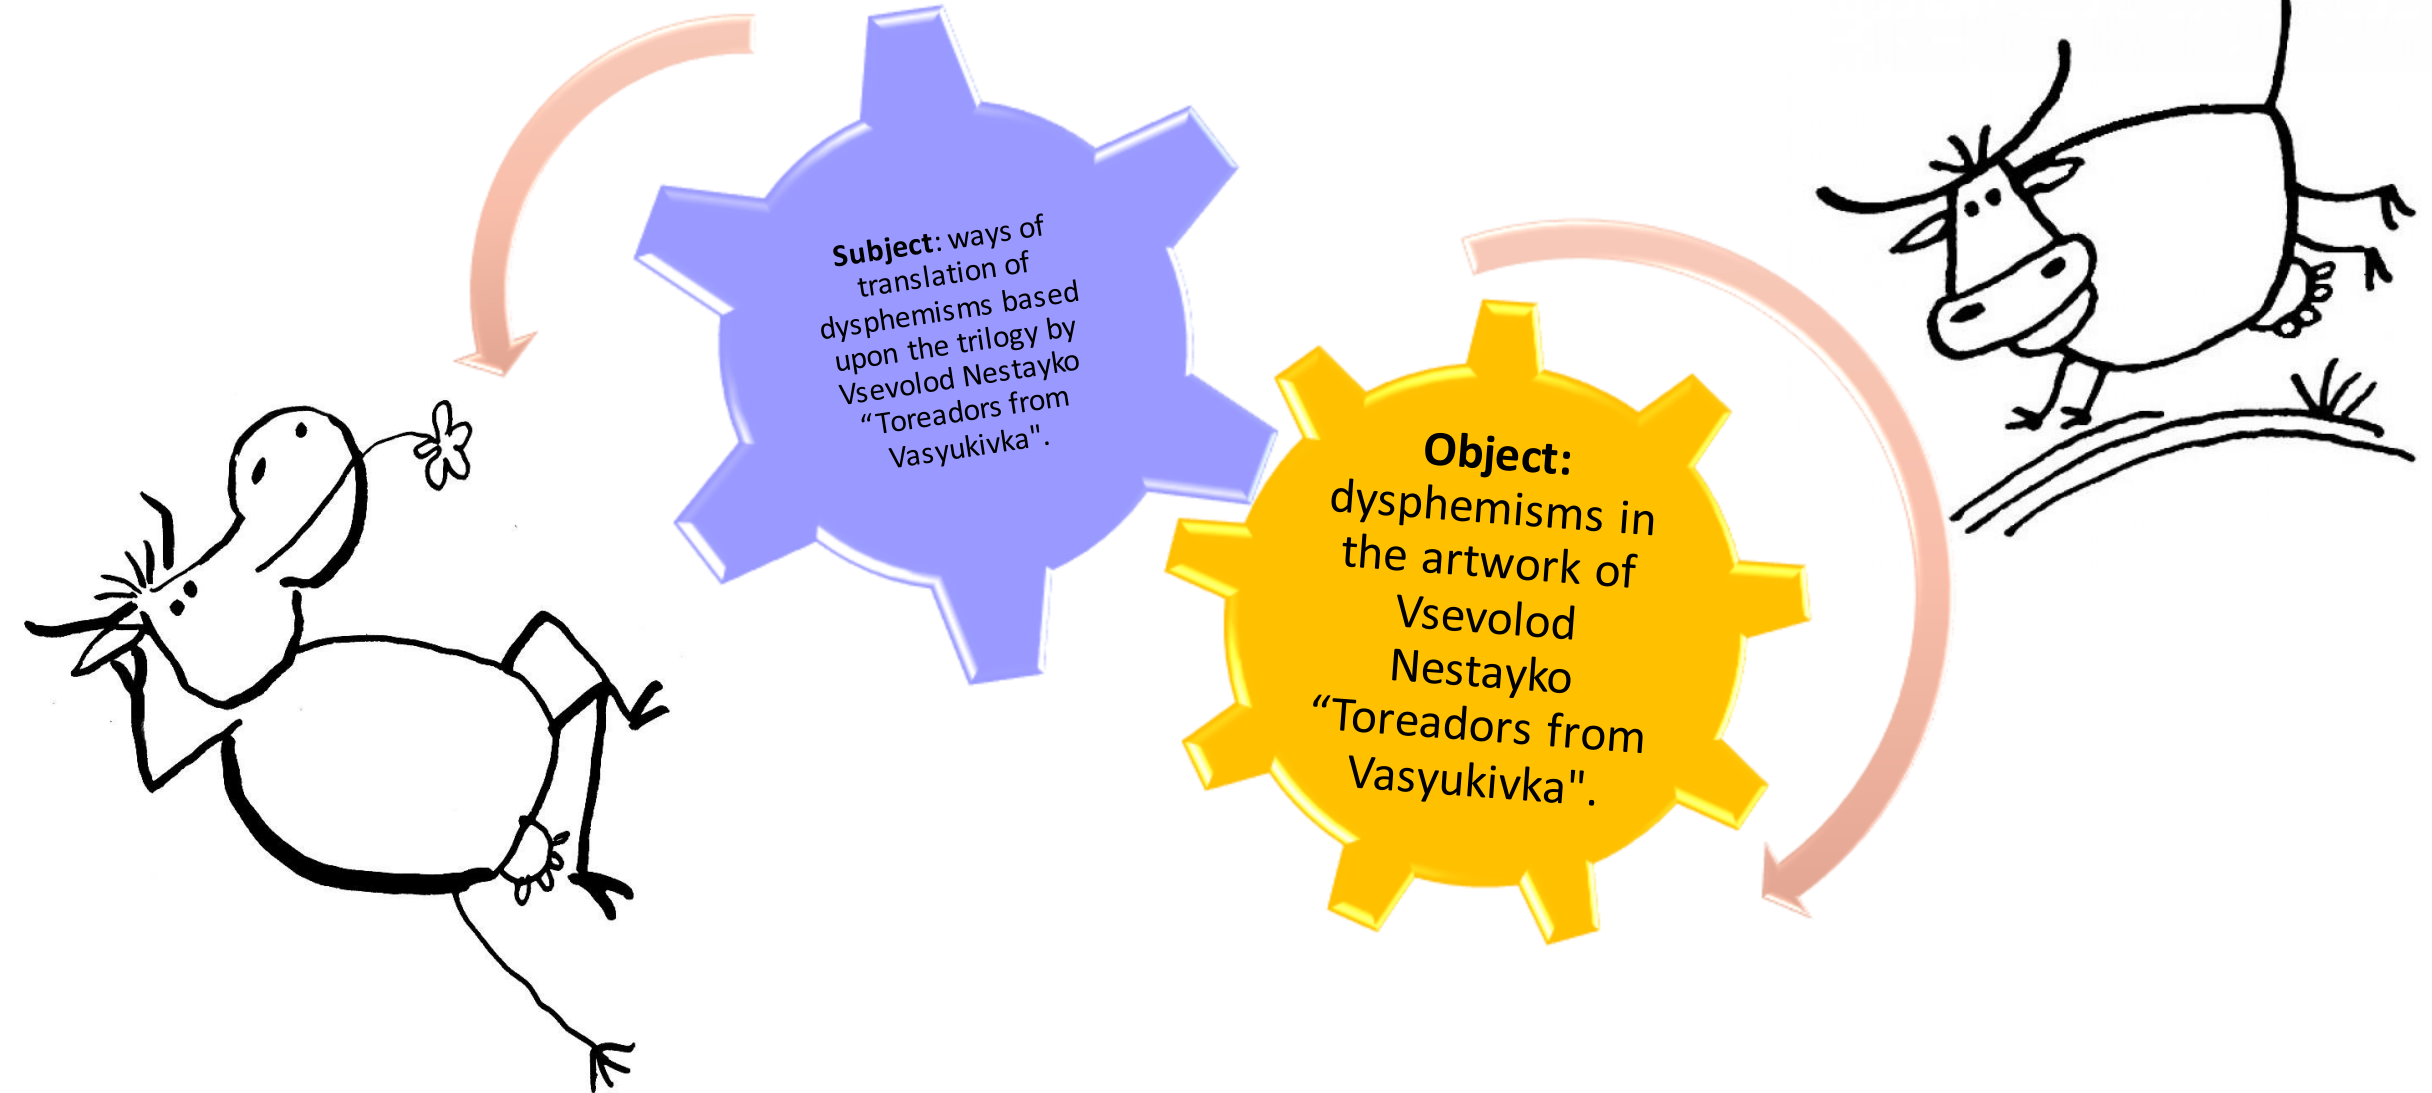 Subject: ways of
translation of
dysphemisms based
upon the trilogy by
Vsevolod Nestayko
“Toreadors from
Vasyukivka".
Object:
dysphemisms in
the artwork of
Vsevolod
Nestayko
“Toreadors from
Vasyukivka".